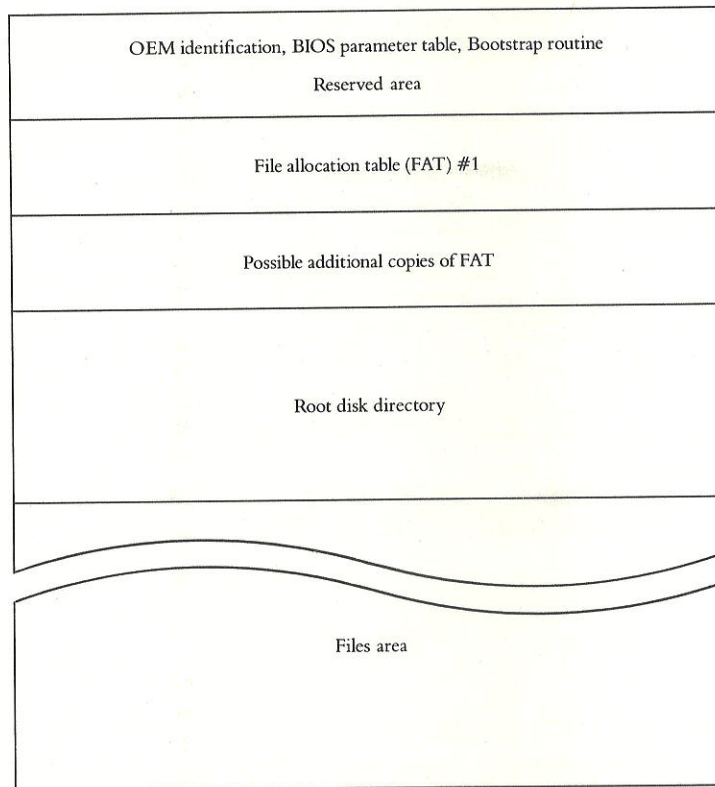 OEM identification, BIOS parameter table, Bootstrap routine
Reserved area
File allocation table (FAT) #1
Possible additional copies of FAT
Root disk directory
Files area